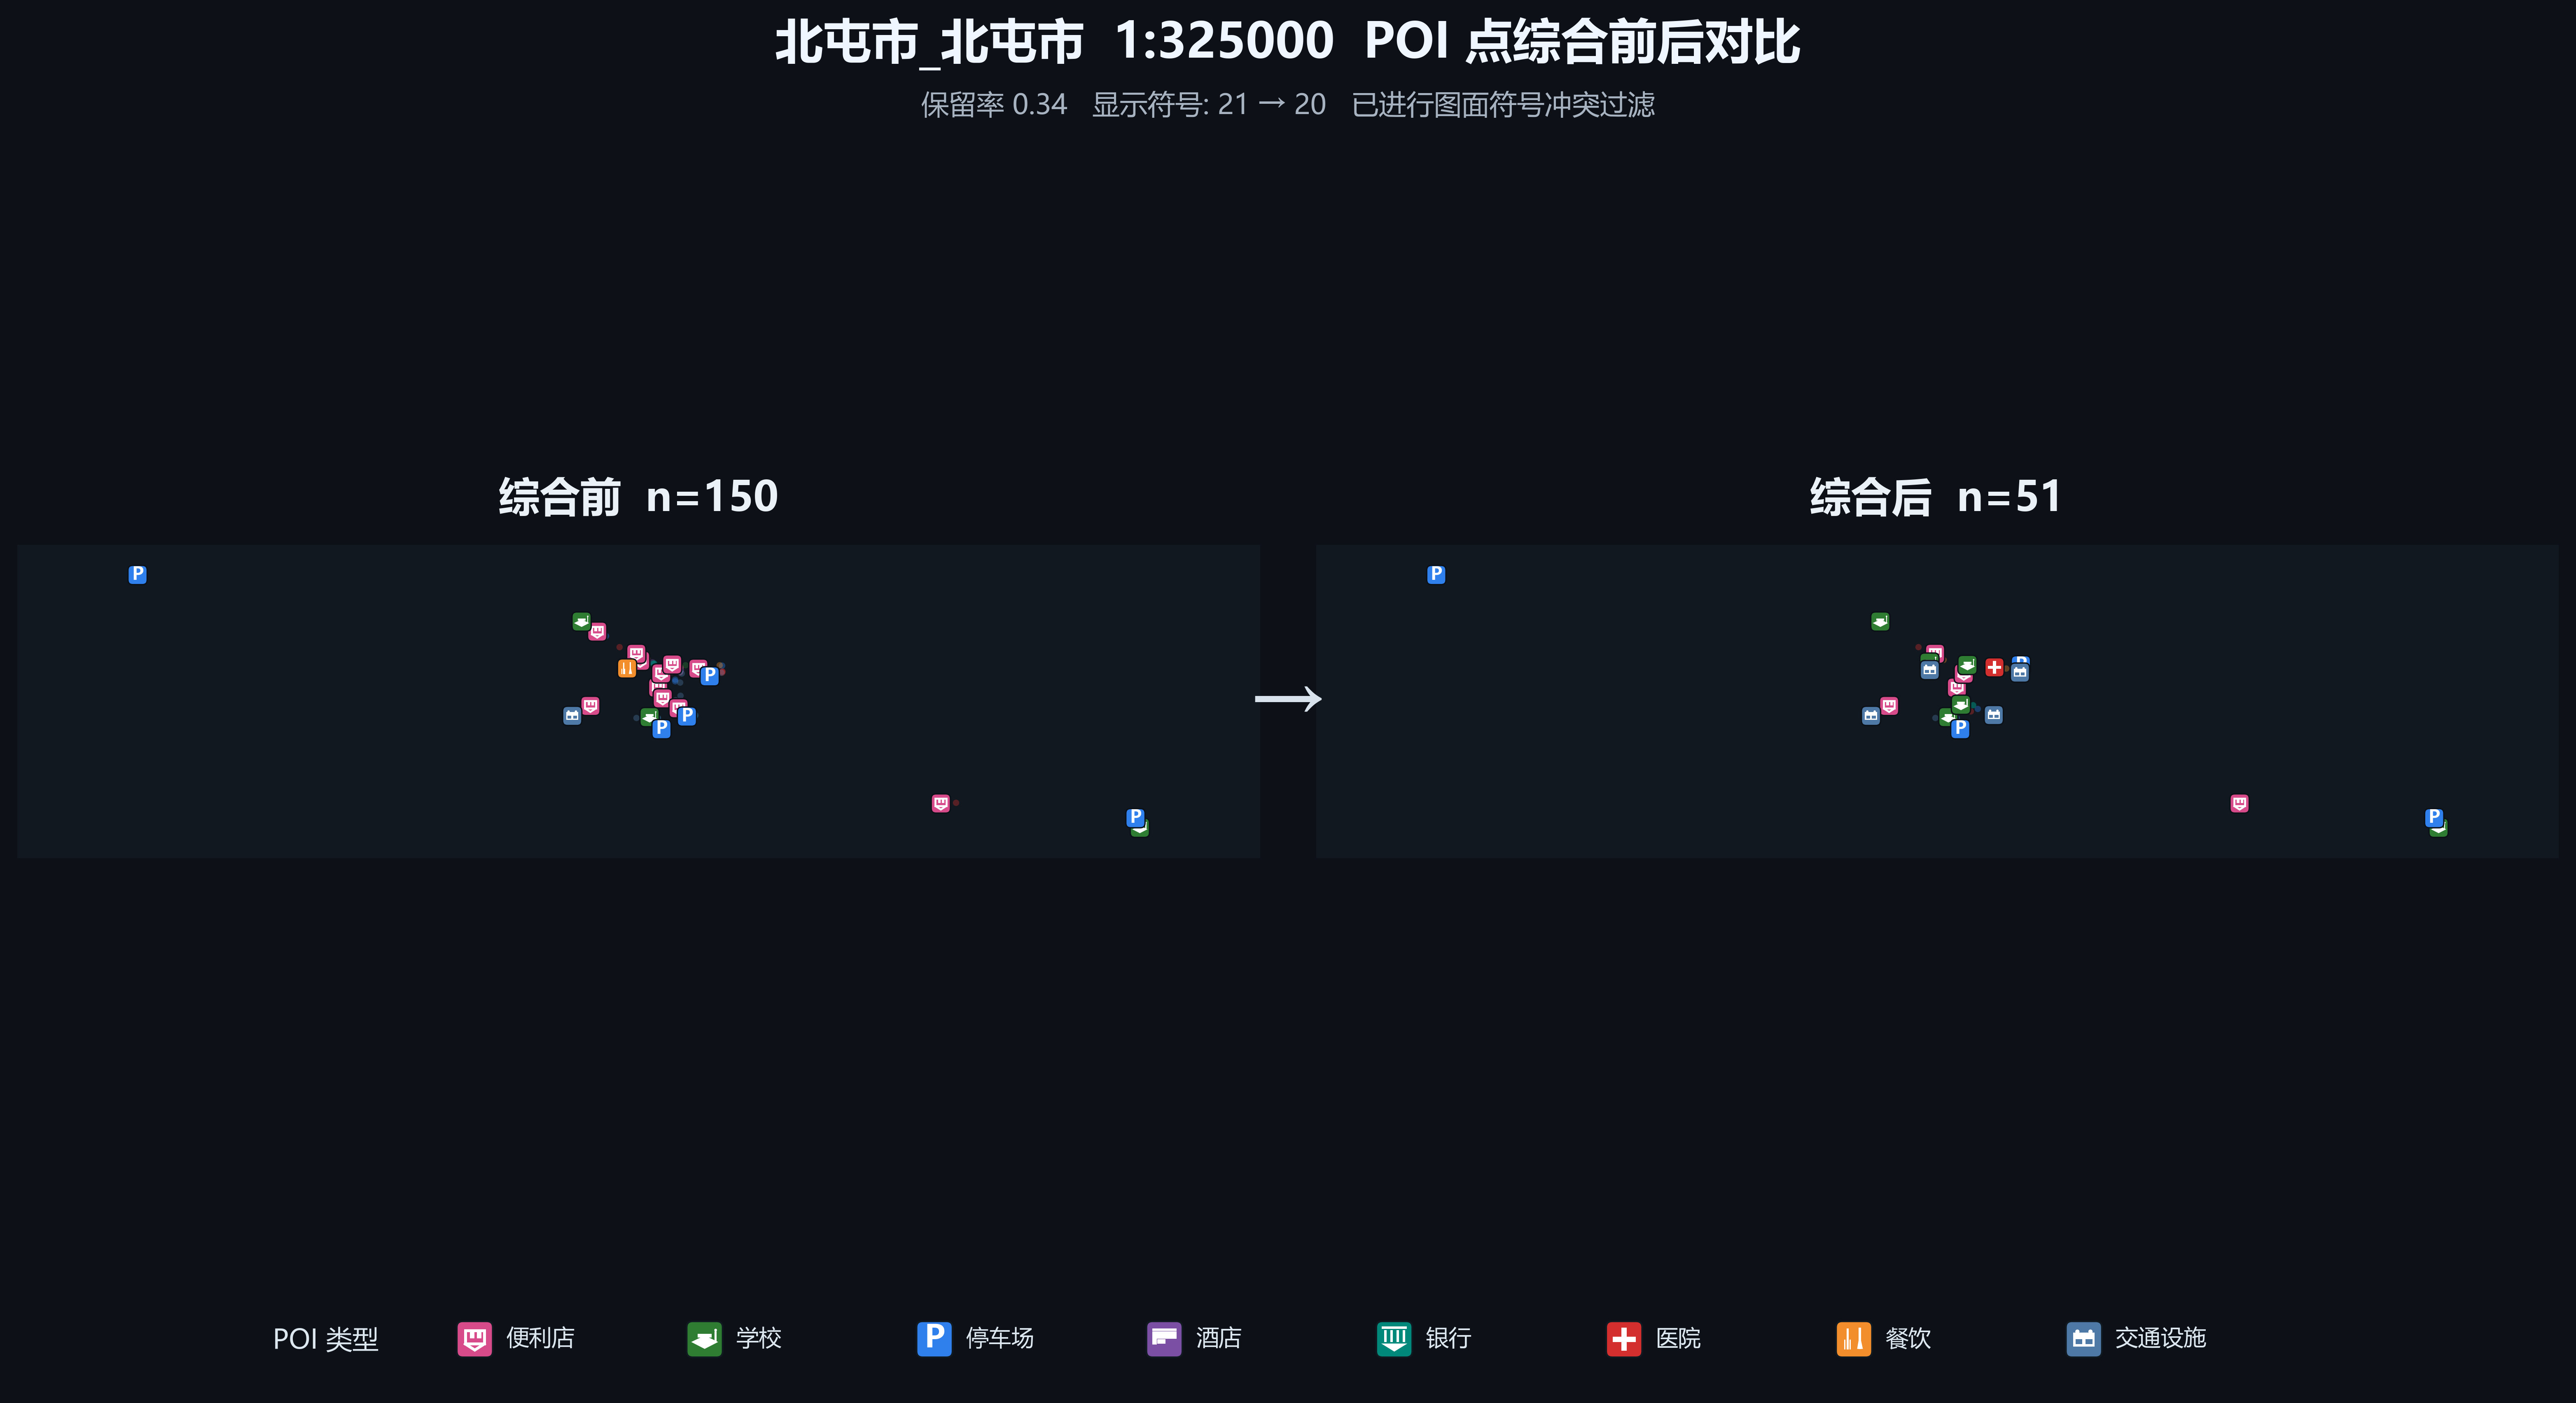 北屯市_北屯市 1:325000 POI 点综合前后对比
保留率 0.34 显示符号: 21 → 20 已进行图面符号冲突过滤
综合前 n=150
综合后 n=51
POI 类型 便利店 学校 P 停车场 酒店 银行 医院 餐饮 交通设施